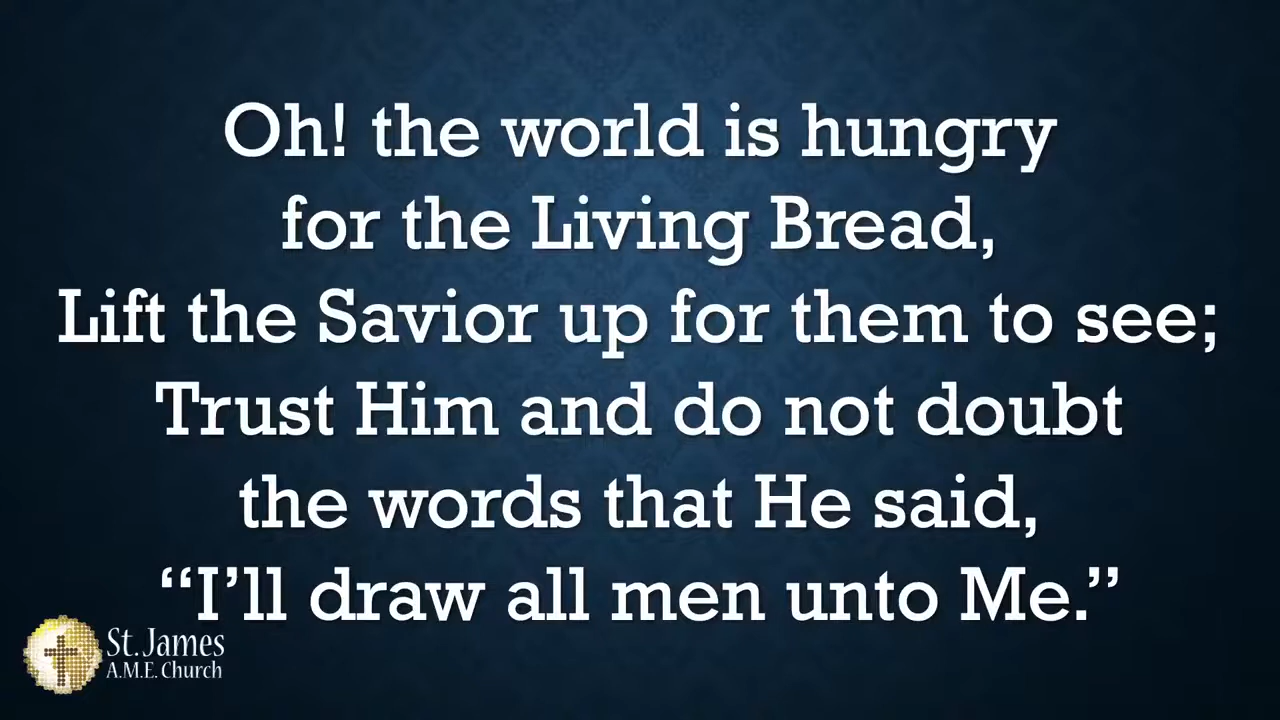 Oh! the world is hungry
for the Living Bread,
Lift the Savior up for them to see;
Trust Him and do not doubt
the words that He said,
“I’ll draw all men unto Me.”
St. James
A.M.E. Church